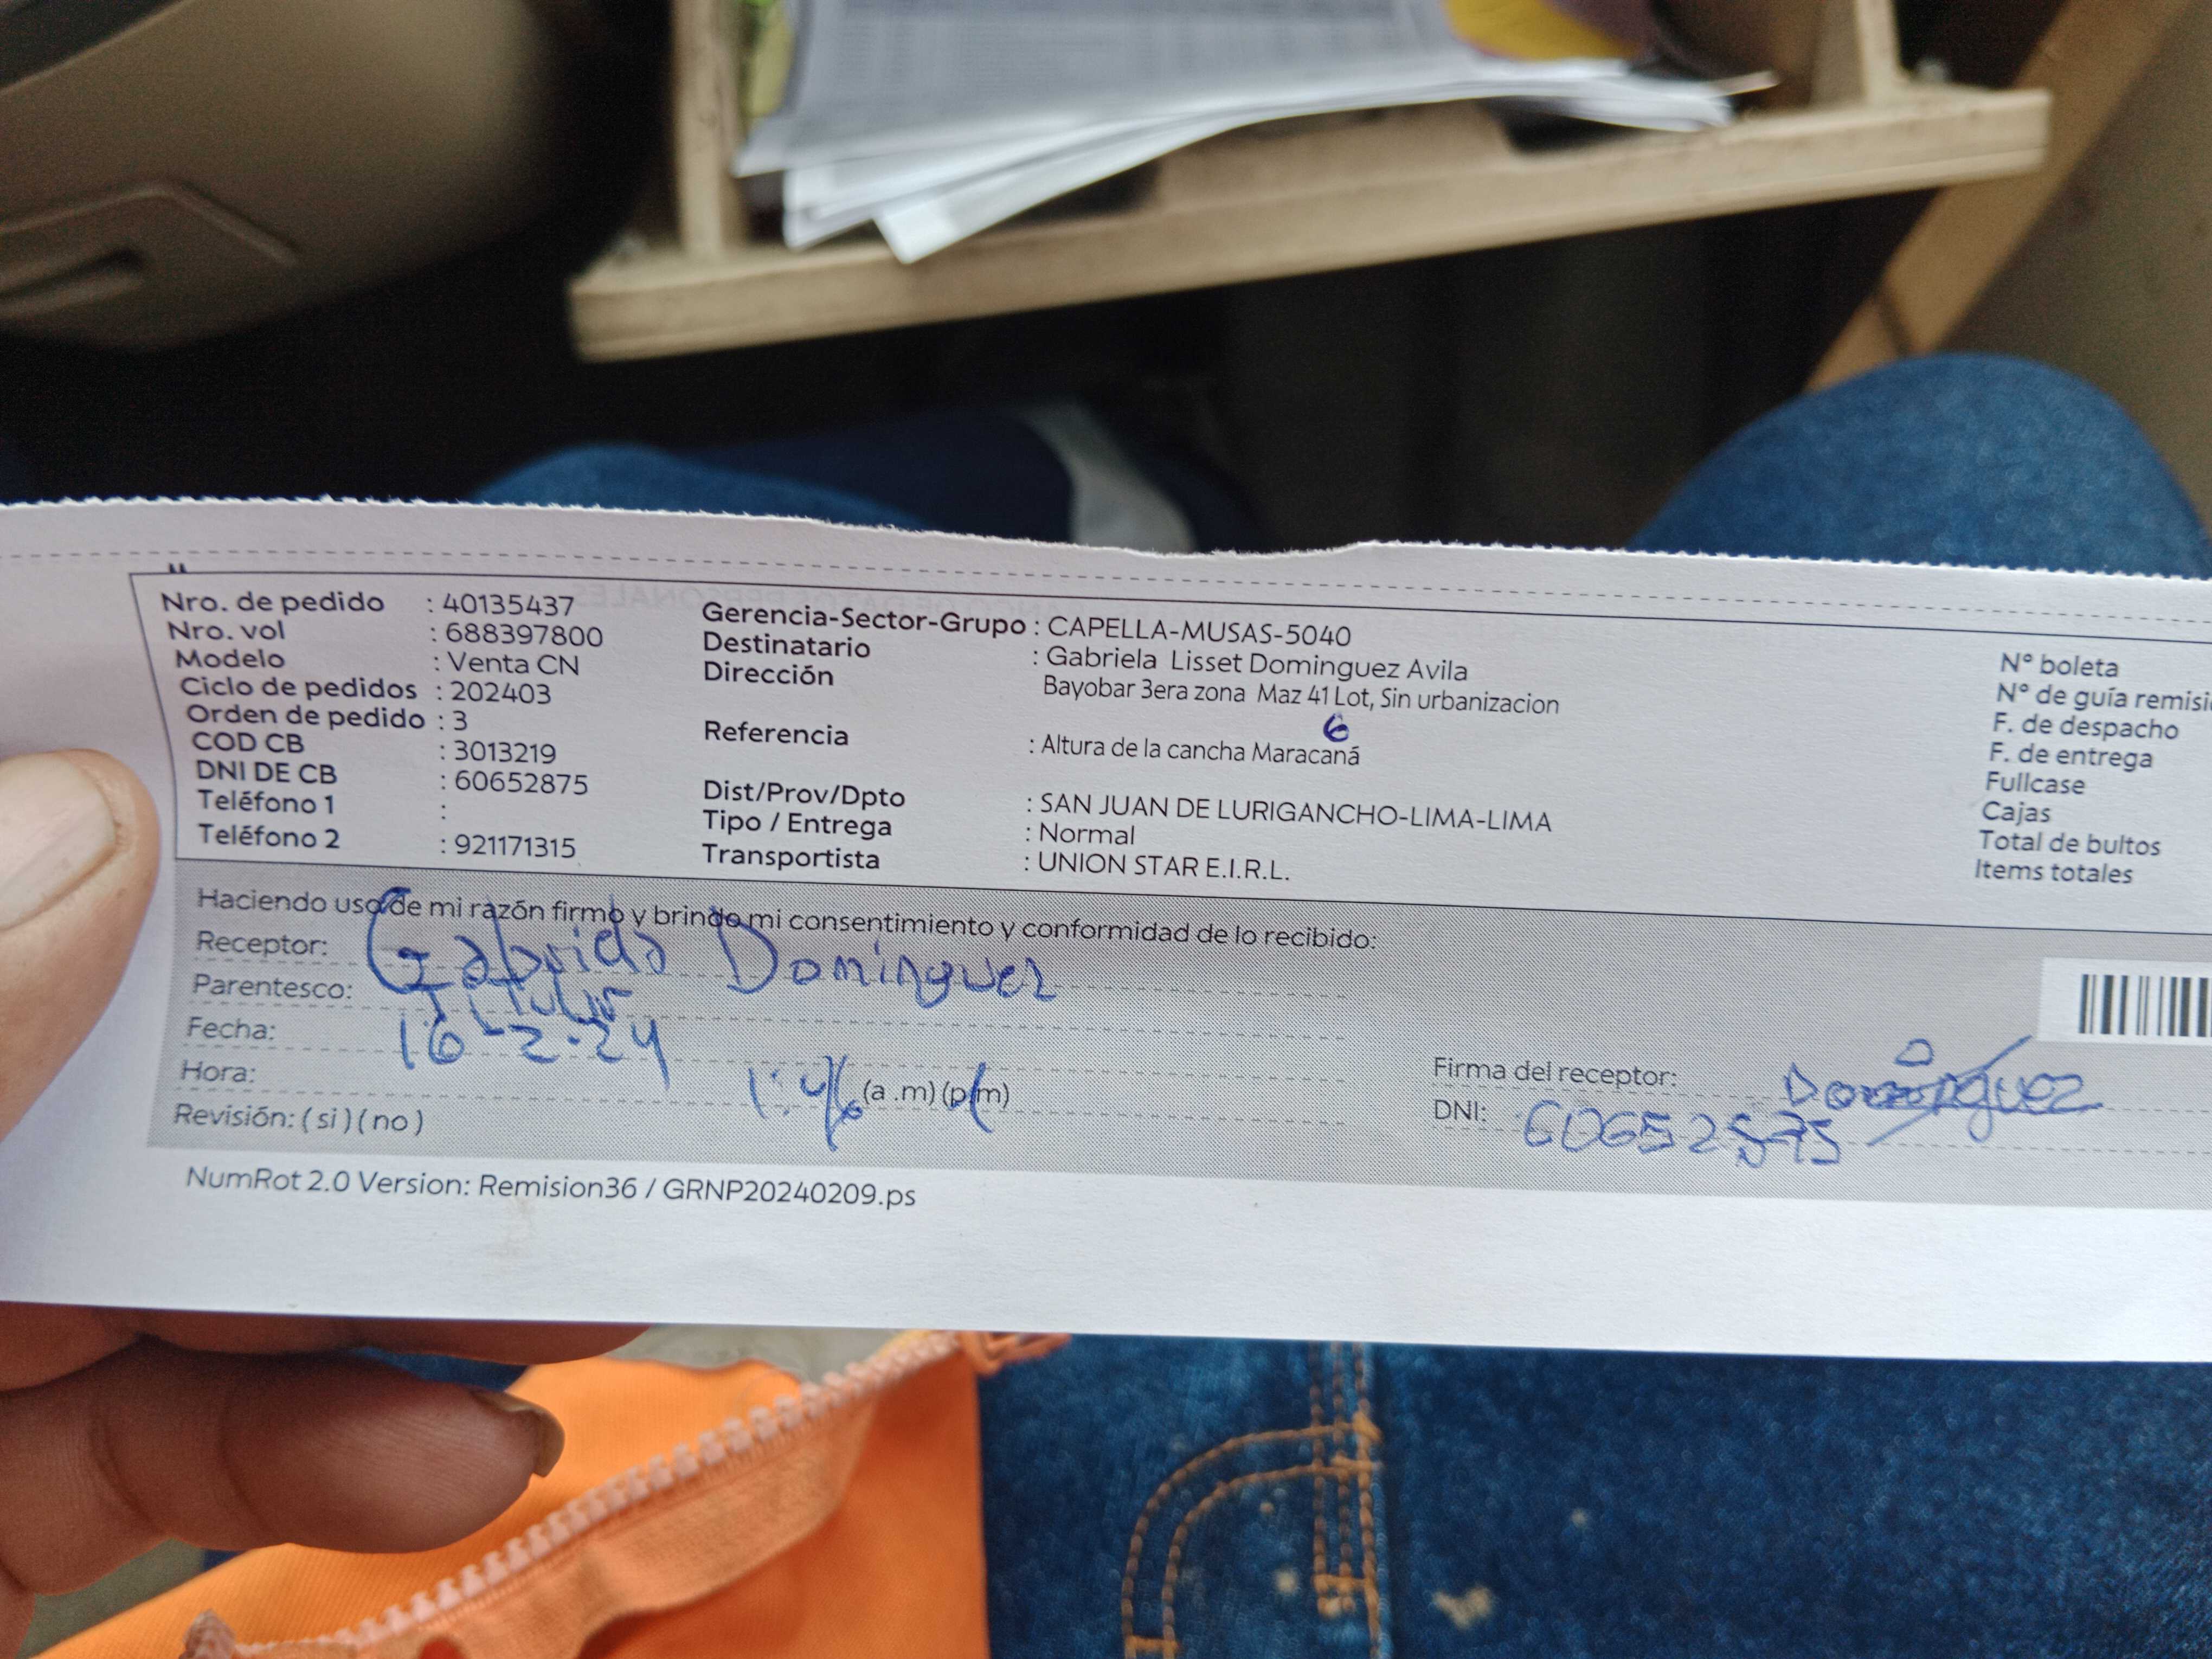 Nro. de pedido : 40135437
Nro. vol : 688397800
Modelo : Venta CN
Ciclo de pedidos : 202403
Orden de pedido : 3
COD CB : 3013219
DNI DE CB : 60652875
Teléfono 1 :
Teléfono 2 : 921171315
Gerencia-Sector-Grupo : CAPELLA-MUSAS-5040
Destinatario : Gabriela Lisset Dominguez Avila
Dirección Bayobar 3era zona Maz 41 Lot, Sin urbanizacion
6
Referencia : Altura de la cancha Maracaná
Dist/Prov/Dpto : SAN JUAN DE LURIGANCHO-LIMA-LIMA
Tipo / Entrega : Normal
Transportista : UNION STAR E.I.R.L.
N° boleta
N° de guía
F. de despacho
F. de entrega
Fullcase
Cajas
Total de bultos
Items totales
Haciendo uso de mi razón firmo y brindo mi consentimiento y conformidad de lo recibido:
Receptor: Gabriela Dominguez
Parentesco: Titular
Fecha: 16-2-24
Hora: (a .m) (p.m)
Revisión: ( si ) ( no )
Firma del receptor: Dominguez
DNI: 60652875
NumRot 2.0 Version: Remision36 / GRNP20240209.ps